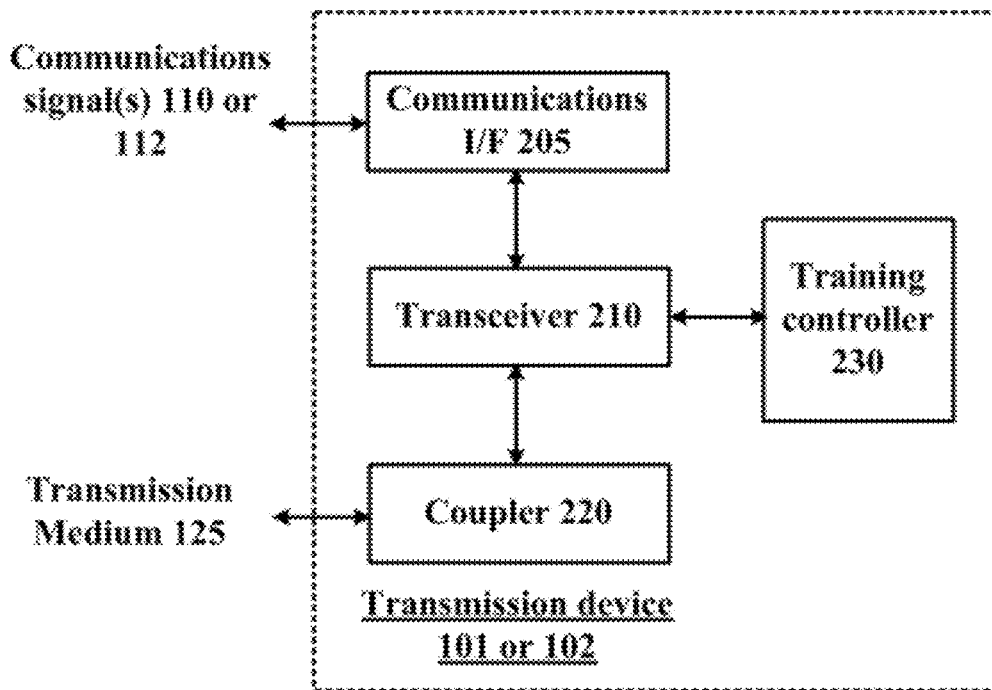 Communications
signal(s) 110 or
112
Communications
I/F 205
Transceiver 210
Training
controller
230
Transmission
Medium 125
Coupler 220
Transmission device
101 or 102